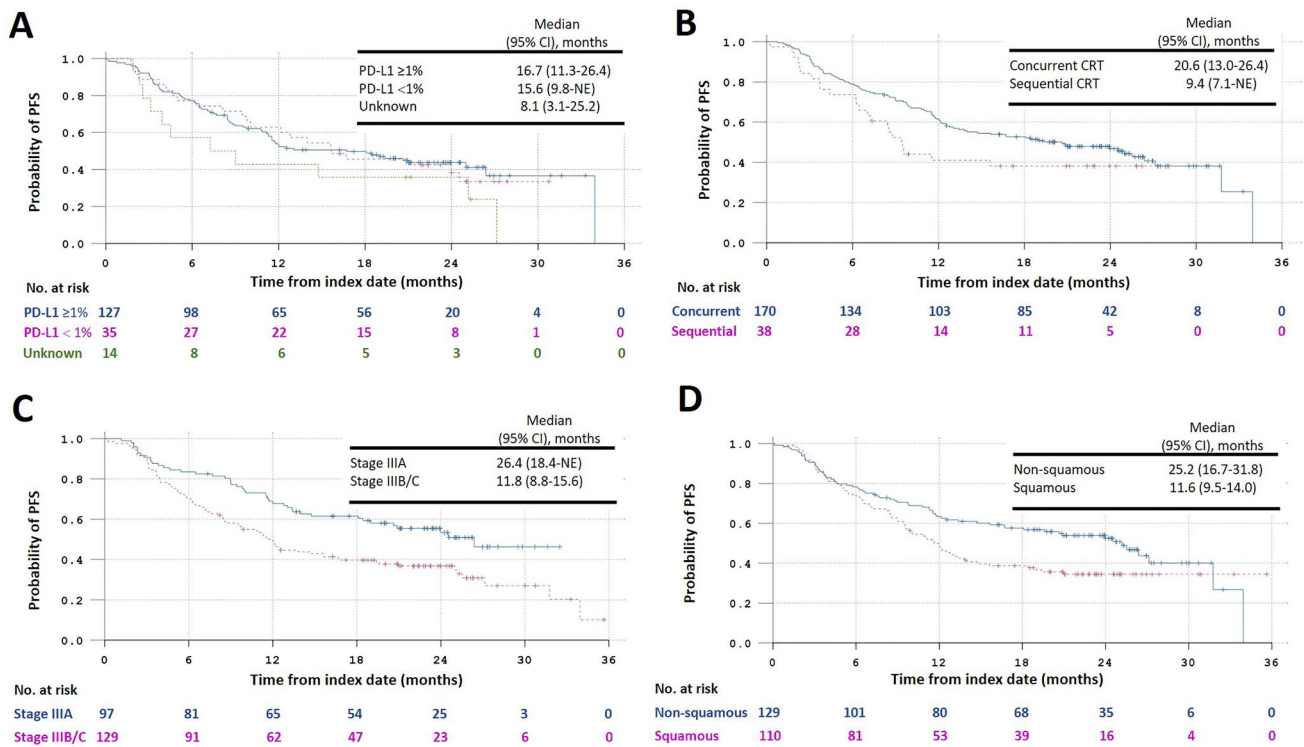 A
Median
(95% CI), months
PD-L1 ≥1% 16.7 (11.3-26.4)
PD-L1 <1% 15.6 (9.8-NE)
Unknown 8.1 (3.1-25.2)
Probability of PFS
1.0
0.8
0.6
0.4
0.2
0.0
0 6 12 18 24 30 36
Time from index date (months)
No. at risk
PD-L1 ≥1% 127 98 65 56 20 4 0
PD-L1 < 1% 35 27 22 15 8 1 0
Unknown 14 8 6 5 3 0 0
B
Median
(95% CI), months
Concurrent CRT 20.6 (13.0-26.4)
Sequential CRT 9.4 (7.1-NE)
Probability of PFS
1.0
0.8
0.6
0.4
0.2
0.0
0 6 12 18 24 30 36
Time from index date (months)
No. at risk
Concurrent 170 134 103 85 42 8 0
Sequential 38 28 14 11 5 0 0
C
Median
(95% CI), months
Stage IIIA 26.4 (18.4-NE)
Stage IIIB/C 11.8 (8.8-15.6)
Probability of PFS
1.0
0.8
0.6
0.4
0.2
0.0
0 6 12 18 24 30 36
Time from index date (months)
No. at risk
Stage IIIA 97 81 65 54 25 3 0
Stage IIIB/C 129 91 62 47 23 6 0
D
Median
(95% CI), months
Non-squamous 25.2 (16.7-31.8)
Squamous 11.6 (9.5-14.0)
Probability of PFS
1.0
0.8
0.6
0.4
0.2
0.0
0 6 12 18 24 30 36
Time from index date (months)
No. at risk
Non-squamous 129 101 80 68 35 6 0
Squamous 110 81 53 39 16 4 0